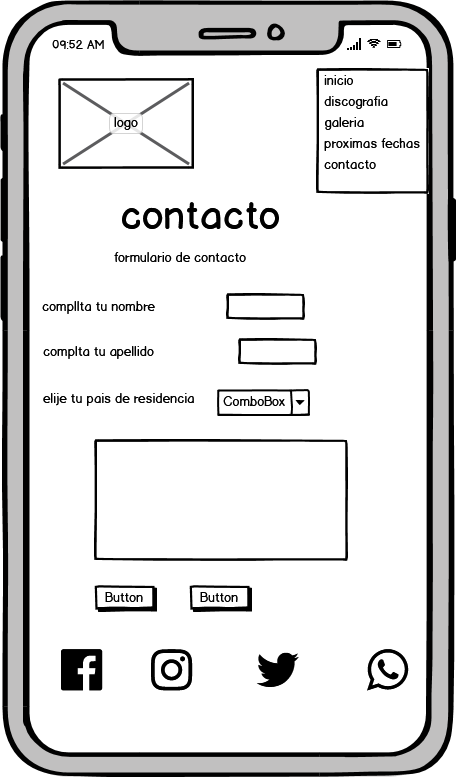 09:52 AM
logo
inicio
discografia
galeria
proximas fechas
contacto
contacto
formulario de contacto
compllta tu nombre
complta tu apellido
elije tu pais de residencia
ComboBox
Button
Button